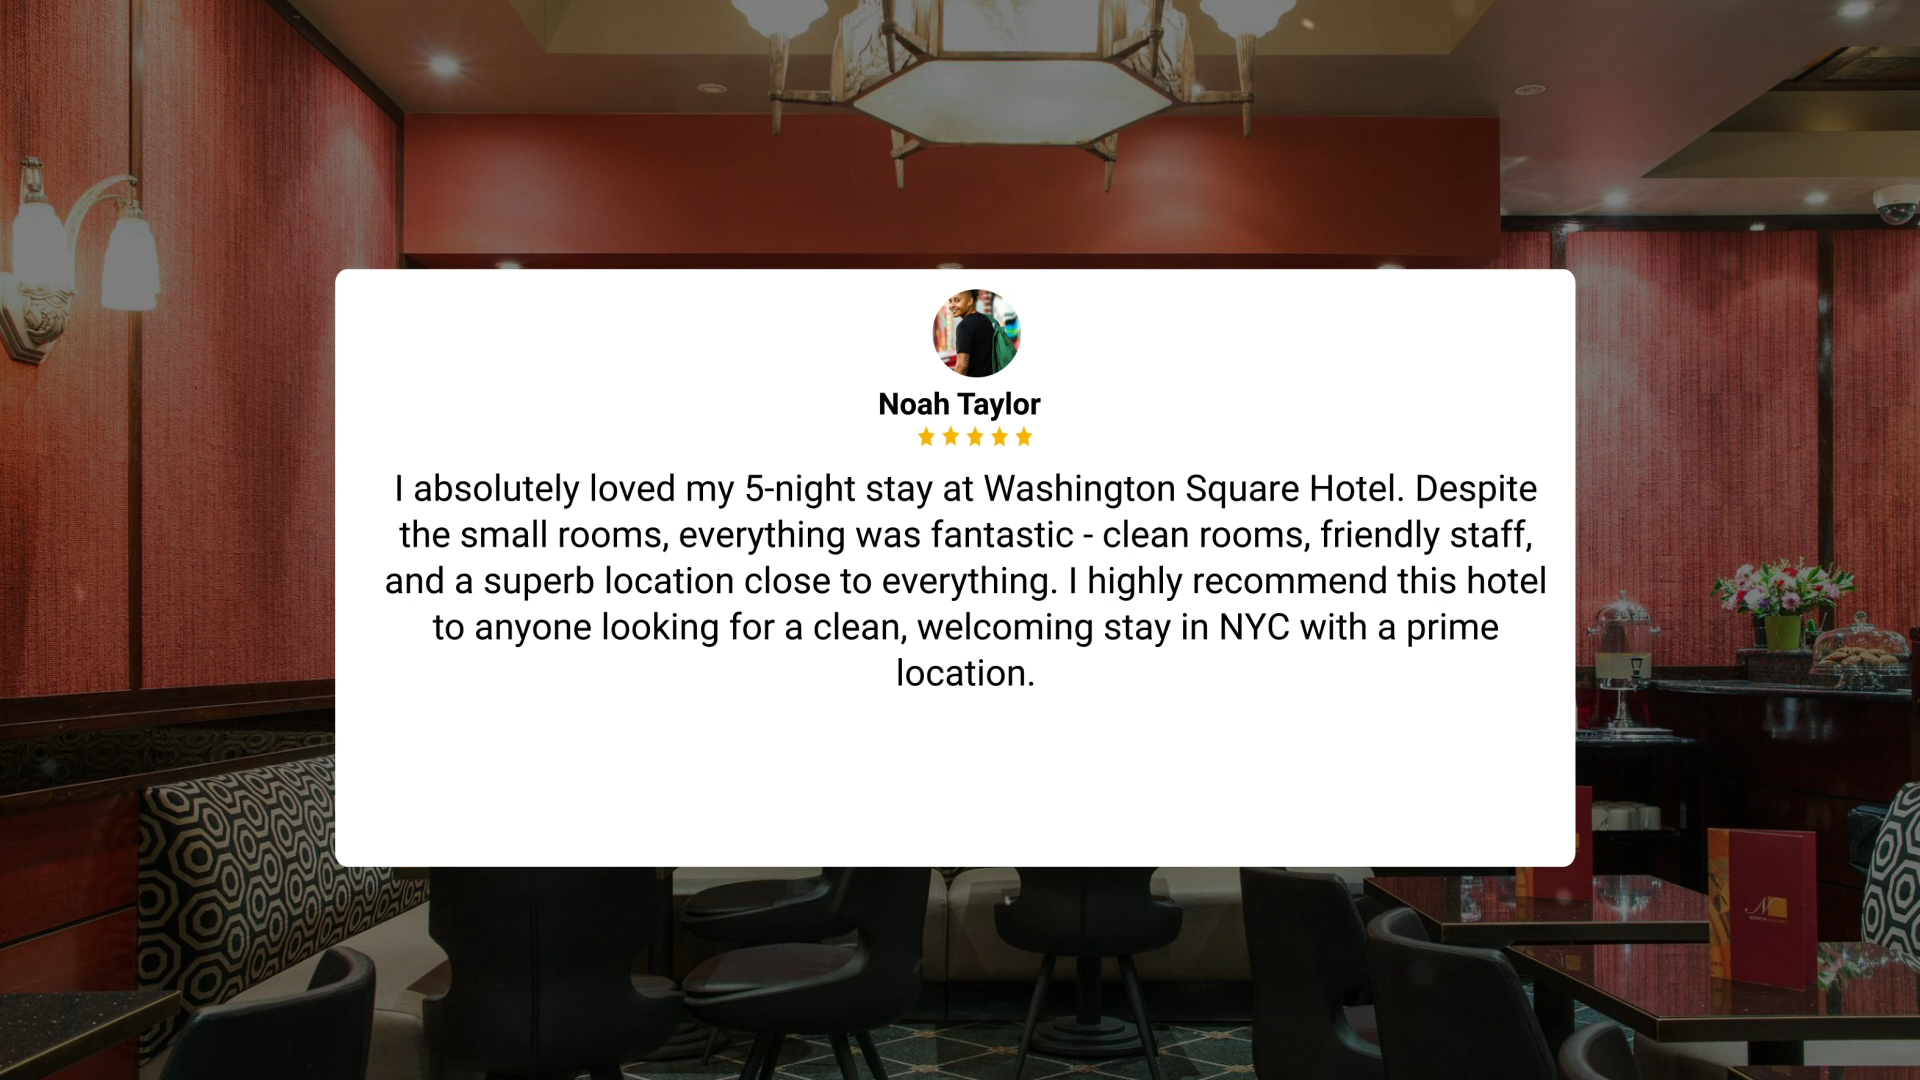 Noah Taylor
I absolutely loved my 5-night stay at Washington Square Hotel. Despite
the small rooms, everything was fantastic - clean rooms, friendly staff,
and a superb location close to everything. I highly recommend this hotel
to anyone looking for a clean, welcoming stay in NYC with a prime
location.
N